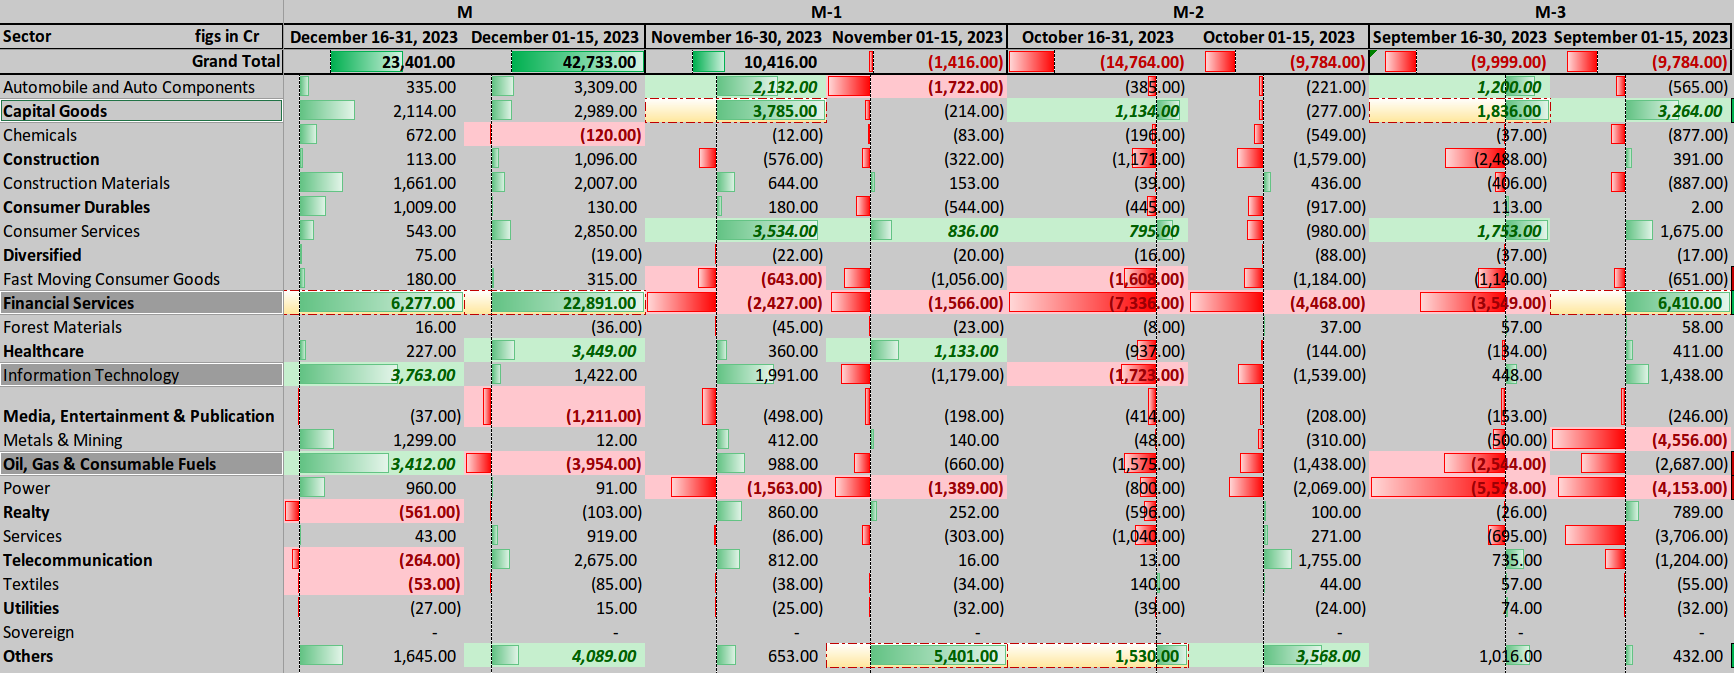 M M-1 M-2 M-3
Sector figs in Cr December 16-31, 2023 December 01-15, 2023 November 16-30, 2023 November 01-15, 2023 October 16-31, 2023 October 01-15, 2023 September 16-30, 2023 September 01-15, 2023
Grand Total 23,401.00 42,733.00 10,416.00 (1,416.00) (14,764.00) (9,784.00) (9,999.00) (9,784.00)
Automobile and Auto Components 335.00 3,309.00 2,132.00 (1,722.00) (385.00) (221.00) 1,200.00 (565.00)
Capital Goods 2,114.00 2,989.00 3,785.00 (214.00) 1,134.00 (277.00) 1,836.00 3,264.00
Chemicals 672.00 (120.00) (12.00) (83.00) (196.00) (549.00) (37.00) (877.00)
Construction 113.00 1,096.00 (576.00) (322.00) (1,171.00) (1,579.00) (2,488.00) 391.00
Construction Materials 1,661.00 2,007.00 644.00 153.00 (39.00) 436.00 (406.00) (887.00)
Consumer Durables 1,009.00 130.00 180.00 (544.00) (445.00) (917.00) 113.00 2.00
Consumer Services 543.00 2,850.00 3,534.00 836.00 795.00 (980.00) 1,753.00 1,675.00
Diversified 75.00 (19.00) (22.00) (20.00) (16.00) (88.00) (37.00) (17.00)
Fast Moving Consumer Goods 180.00 315.00 (643.00) (1,056.00) (1,608.00) (1,184.00) (1,140.00) (651.00)
Financial Services 6,277.00 22,891.00 (2,427.00) (1,566.00) (7,336.00) (4,468.00) (3,549.00) 6,410.00
Forest Materials 16.00 (36.00) (45.00) (23.00) (8.00) 37.00 57.00 58.00
Healthcare 227.00 3,449.00 360.00 1,133.00 (937.00) (144.00) (134.00) 411.00
Information Technology 3,763.00 1,422.00 1,991.00 (1,179.00) (1,723.00) (1,539.00) 448.00 1,438.00
Media, Entertainment & Publication (37.00) (1,211.00) (498.00) (198.00) (414.00) (208.00) (153.00) (246.00)
Metals & Mining 1,299.00 12.00 412.00 140.00 (48.00) (310.00) (500.00) (4,556.00)
Oil, Gas & Consumable Fuels 3,412.00 (3,954.00) 988.00 (660.00) (1,575.00) (1,438.00) (2,544.00) (2,687.00)
Power 960.00 91.00 (1,563.00) (1,389.00) (800.00) (2,069.00) (5,578.00) (4,153.00)
Realty (561.00) (103.00) 860.00 252.00 (596.00) 100.00 (26.00) 789.00
Services 43.00 919.00 (86.00) (303.00) (1,040.00) 271.00 (695.00) (3,706.00)
Telecommunication (264.00) 2,675.00 812.00 16.00 13.00 1,755.00 735.00 (1,204.00)
Textiles (53.00) (85.00) (38.00) (34.00) 140.00 44.00 57.00 (55.00)
Utilities (27.00) 15.00 (25.00) (32.00) (39.00) (24.00) 74.00 (32.00)
Sovereign - - - - - - - -
Others 1,645.00 4,089.00 653.00 5,401.00 1,530.00 3,568.00 1,016.00 432.00